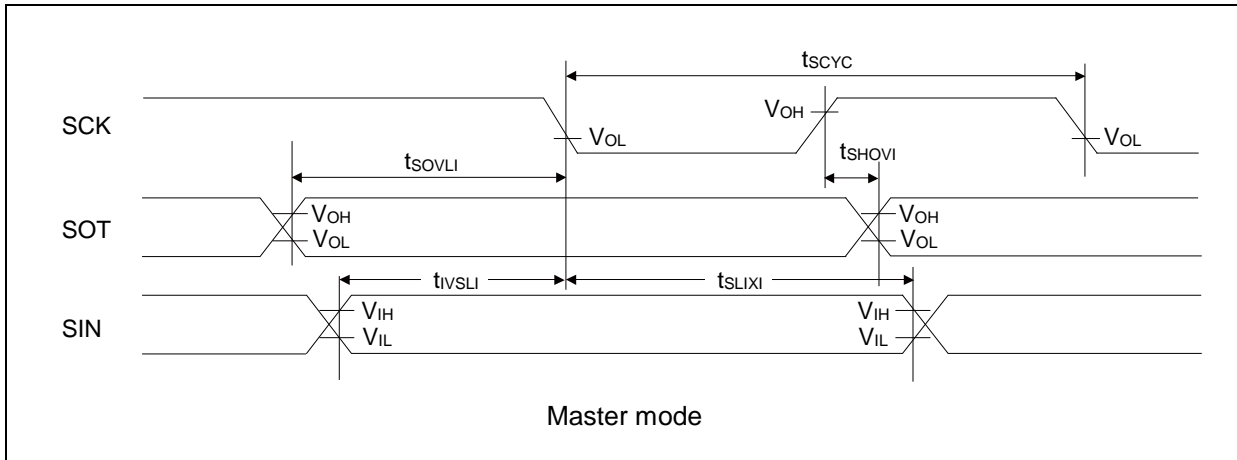 tSCYC
SCK
VOH
VOL
VOL
tSHOVI
tSOVLI
SOT
VOH
VOL
VOH
VOL
tIVSLI
tSLIXI
SIN
VIH
VIL
VIH
VIL
Master mode